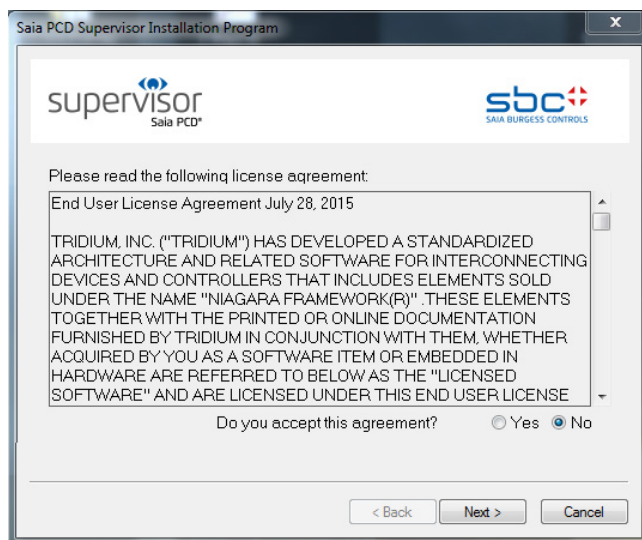 Saia PCD Supervisor Installation Program
x
supervisor
Saia PCD®
sbc
SAIA BURGESS CONTROLS
Please read the following license agreement:
End User License Agreement July 28, 2015
TRIDIUM, INC. ("TRIDIUM") HAS DEVELOPED A STANDARDIZED
ARCHITECTURE AND RELATED SOFTWARE FOR INTERCONNECTING
DEVICES AND CONTROLLERS THAT INCLUDES ELEMENTS SOLD
UNDER THE NAME "NIAGARA FRAMEWORK(R)" .THESE ELEMENTS
TOGETHER WITH THE PRINTED OR ONLINE DOCUMENTATION
FURNISHED BY TRIDIUM IN CONJUNCTION WITH THEM, WHETHER
ACQUIRED BY YOU AS A SOFTWARE ITEM OR EMBEDDED IN
HARDWARE ARE REFERRED TO BELOW AS THE "LICENSED
SOFTWARE" AND ARE LICENSED UNDER THIS END USER LICENSE
Do you accept this agreement? Yes No
< Back Next > Cancel